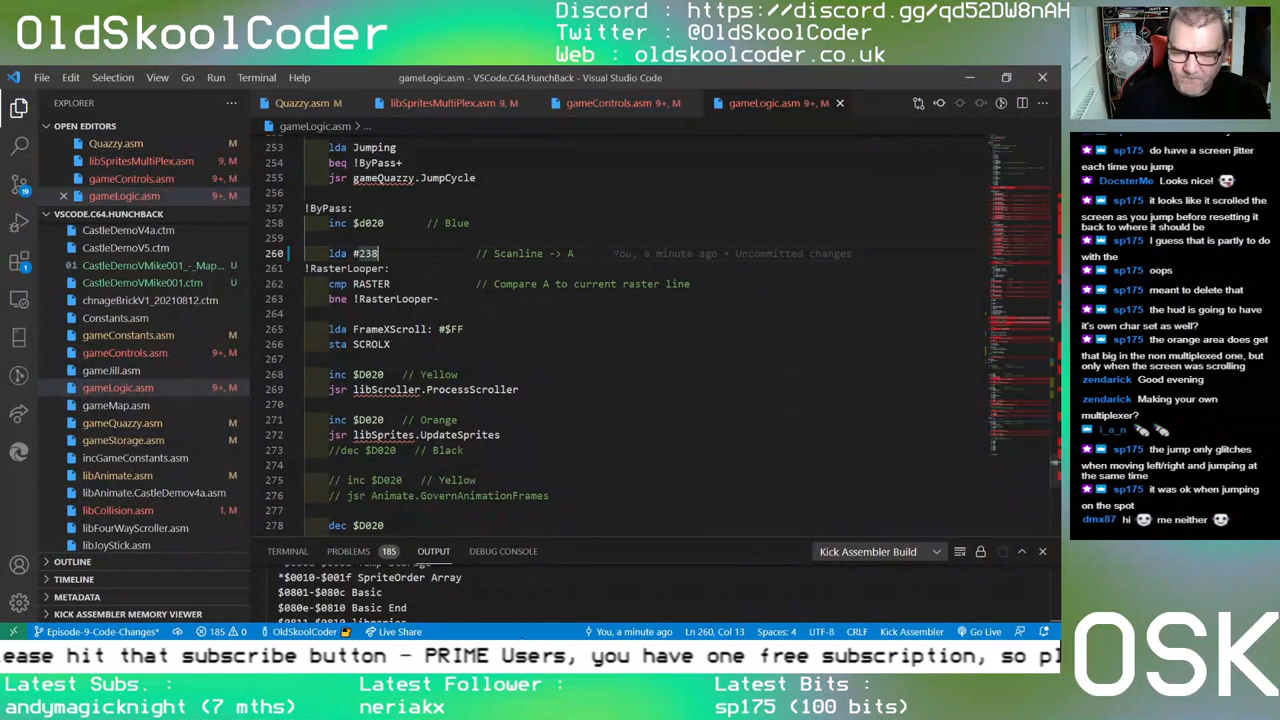 OldSkoolCoder
Discord : https://discord.gg/qd52DW8nAH
Twitter : @OldSkoolCoder
Web : oldskoolcoder.co.uk
File Edit Selection View Go Run Terminal Help
gameLogic.asm - VSCode.C64.HunchBack - Visual Studio Code
EXPLORER
OPEN EDITORS
Quazzy.asm M
libSpritesMultiPlex.asm 9, M
gameControls.asm 9+, M
gameLogic.asm 9+, M
VSCODE.C64.HUNCHBACK
CastleDemoV4a.ctm
CastleDemoV5.ctm
CastleDemoVMike001_-_Map... U
CastleDemoVMike001.ctm U
chnageBrickV1_20210812.ctm
Constants.asm
gameConstants.asm M
gameControls.asm 9+, M
gameJill.asm
gameLogic.asm 9+, M
gameMap.asm
gameQuazzy.asm M
gameStorage.asm M
inGameConstants.asm
libAnimate.asm M
libAnimate.CastleDemov4a.asm
libCollision.asm 1, M
libFourWayScroller.asm
libJoyStick.asm
OUTLINE
TIMELINE
METADATA
KICK ASSEMBLER MEMORY VIEWER
Quazzy.asm M
libSpritesMultiPlex.asm 9, M
gameControls.asm 9+, M
gameLogic.asm 9+, M
gameLogic.asm > ...
253 lda Jumping
254 beq !ByPass+
255 jsr gameQuazzy.JumpCycle
256
257 !ByPass:
258 inc $d020 // Blue
259
260 lda #238 // Scanline -> A You, a minute ago • Uncommitted changes
261 !RasterLooper:
262 cmp RASTER // Compare A to current raster line
263 bne !RasterLooper-
264
265 lda FrameXScroll: #$FF
266 sta SCROLX
267
268 inc $D020 // Yellow
269 jsr libScroller.ProcessScroller
270
271 inc $D020 // Orange
272 jsr libSprites.UpdateSprites
273 //dec $D020 // Black
274
275 // inc $D020 // Yellow
276 // jsr Animate.GovernAnimationFrames
277
278 dec $D020
TERMINAL PROBLEMS 185 OUTPUT DEBUG CONSOLE
Kick Assembler Build
*$0010-$001f SpriteOrder Array
$0801-$080c Basic
$080e-$0810 Basic End
Episode-9-Code-Changes* 185 0 OldSkoolCoder Live Share You, a minute ago Ln 260, Col 13 Spaces: 4 UTF-8 CRLF Kick Assembler Go Live
sp175 do have a screen jitter
each time you jump
DocsterMe Looks nice!
sp175 it looks like it scrolled the
screen as you jump before resetting it
back to where it should be
sp175 I guess that is partly to do
with the
sp175 oops
sp175 meant to delete that
sp175 the hud is going to have
it's own char set as well?
sp175 the orange area does get
that big in the non multiplexed one, but
only when the screen was scrolling
zendarick Good evening
zendarick Making your own
multiplexer?
i_a_n
sp175 the jump only glitches
when moving left/right and jumping at
the same time
sp175 it was ok when jumping
on the spot
dmx87 hi me neither
ease hit that subscribe button - PRIME Users, you have one free subscription, so pl
Latest Subs. :
andymagicknight (7 mths)
Latest Follower :
neriakx
Latest Bits :
sp175 (100 bits)
OSK